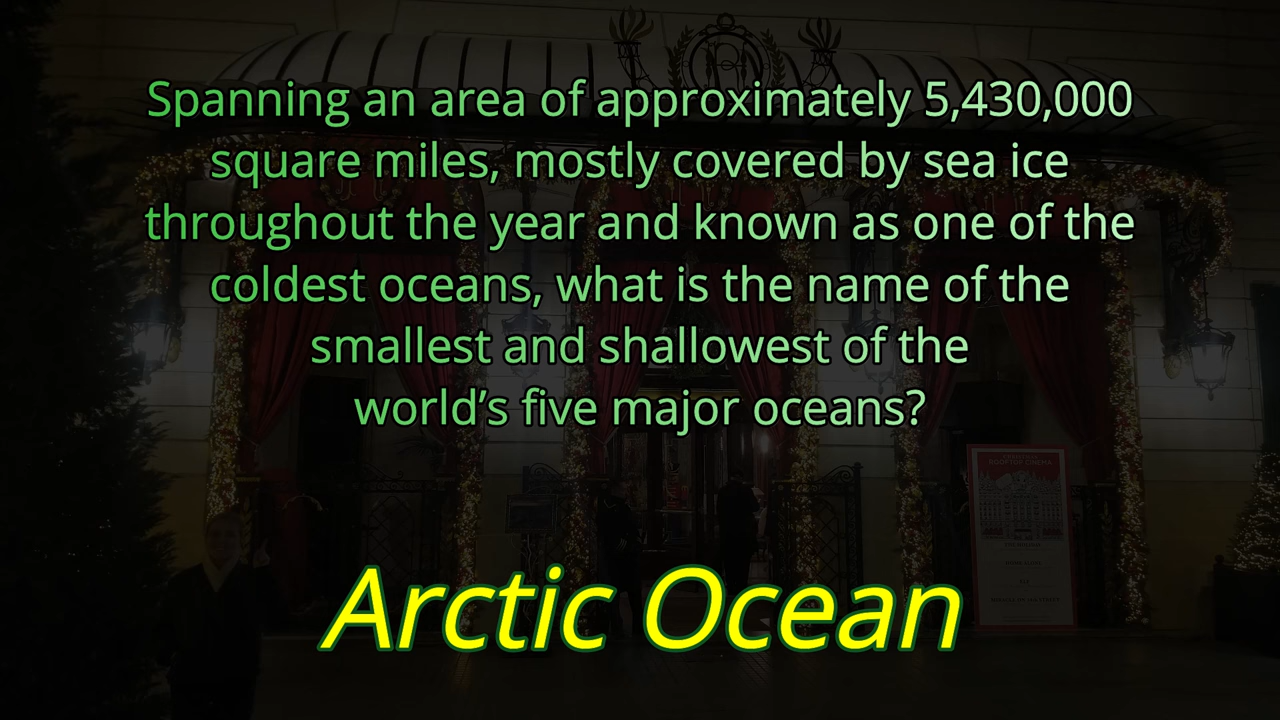 Spanning an area of approximately 5,430,000
square miles, mostly covered by sea ice
throughout the year and known as one of the
coldest oceans, what is the name of the
smallest and shallowest of the
world’s five major oceans?
ROOFTOP CINEMA
Arctic Ocean